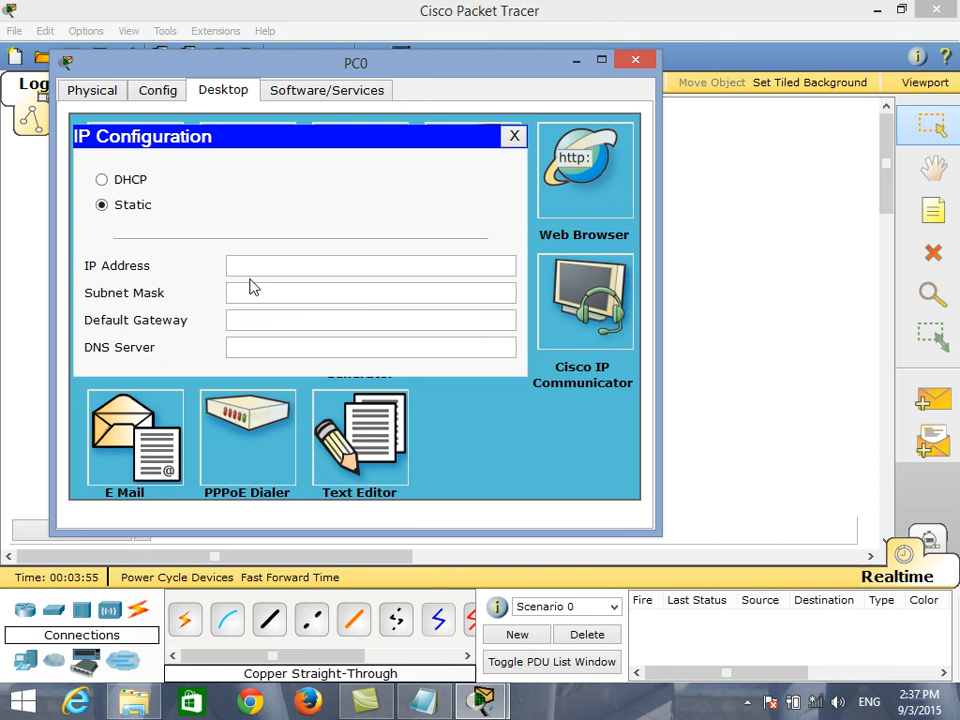 Cisco Packet Tracer
File Edit Options View Tools Extensions Help
PC0
Log
Move Object Set Tiled Background Viewport
Physical Config Desktop Software/Services
IP Configuration X
http:
DHCP
Static
Web Browser
IP Address
Subnet Mask
Default Gateway
DNS Server
Cisco IP
Communicator
E Mail PPPoE Dialer Text Editor
Realtime
Time: 00:03:55 Power Cycle Devices Fast Forward Time
Fire Last Status Source Destination Type Color
Scenario 0
Connections
New Delete
Toggle PDU List Window
Copper Straight-Through
ENG
2:37 PM
9/3/2015